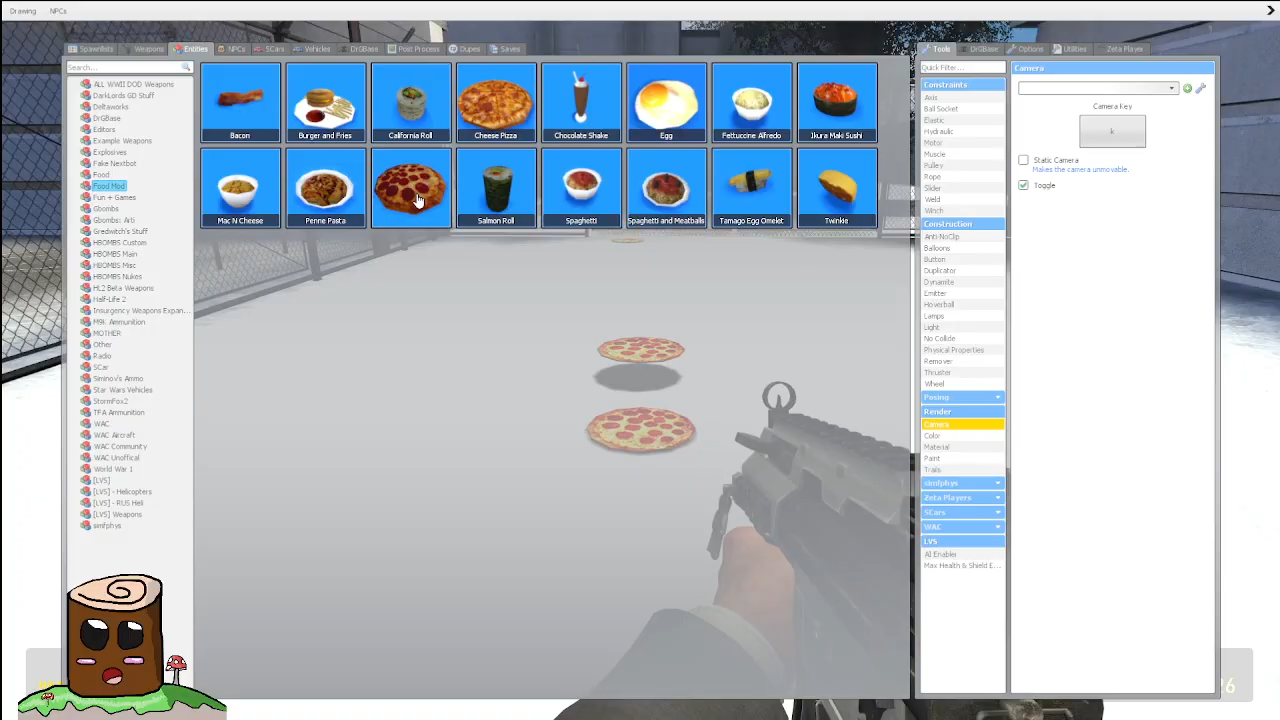 Drawing NPCs
Spawnlists Weapons Entities NPCs SCars Vehicles DrGBase Post Process Dupes Saves
Search...
ALL WWII DOD Weapons
DarkLords GD Stuff
Deltaworks
DrGBase
Editors
Example Weapons
Explosives
Fake Nextbot
Food
Food Mod
Fun + Games
Gbombs
Gbombs: Arti
Gredwitch's Stuff
HBOMBS Custom
HBOMBS Main
HBOMBS Misc
HBOMBS Nukes
HL2 Beta Weapons
Half-Life 2
Insurgency Weapons Expan...
M9K Ammunition
MOTHER
Other
Radio
SCar
Siminov's Ammo
Star Wars Vehicles
StormFox2
TFA Ammunition
WAC
WAC Aircraft
WAC Community
WAC Unoffical
World War 1
[LVS]
[LVS] - Helicopters
[LVS] - RUS Heli
[LVS] Weapons
simfphys
Bacon Burger and Fries California Roll Cheese Pizza Chocolate Shake Egg Fettuccine Alfredo Ikura Maki Sushi
Mac N Cheese Penne Pasta Salmon Roll Spaghetti Spaghetti and Meatballs Tamago Egg Omelet Twinkie
Tools DrGBase Options Utilities Zeta Player
Quick Filter...
Constraints
Axis
Ball Socket
Elastic
Hydraulic
Motor
Muscle
Pulley
Rope
Slider
Weld
Winch
Construction
Anti-NoClip
Balloons
Button
Duplicator
Dynamite
Emitter
Hoverball
Lamps
Light
No Collide
Physical Properties
Remover
Thruster
Wheel
Posing
Render
Camera
Color
Material
Paint
Trails
simfphys
Zeta Players
SCars
WAC
LVS
AI Enabler
Max Health & Shield E...
Camera
Camera Key
k
Static Camera
Makes the camera unmovable.
Toggle
26